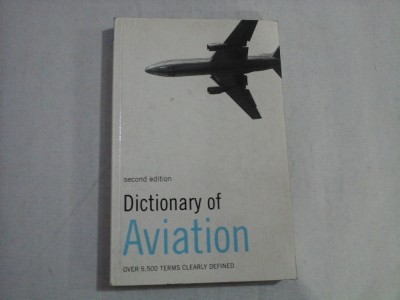 second edition
Dictionary of
Aviation
OVER 5,500 TERMS CLEARLY DEFINED